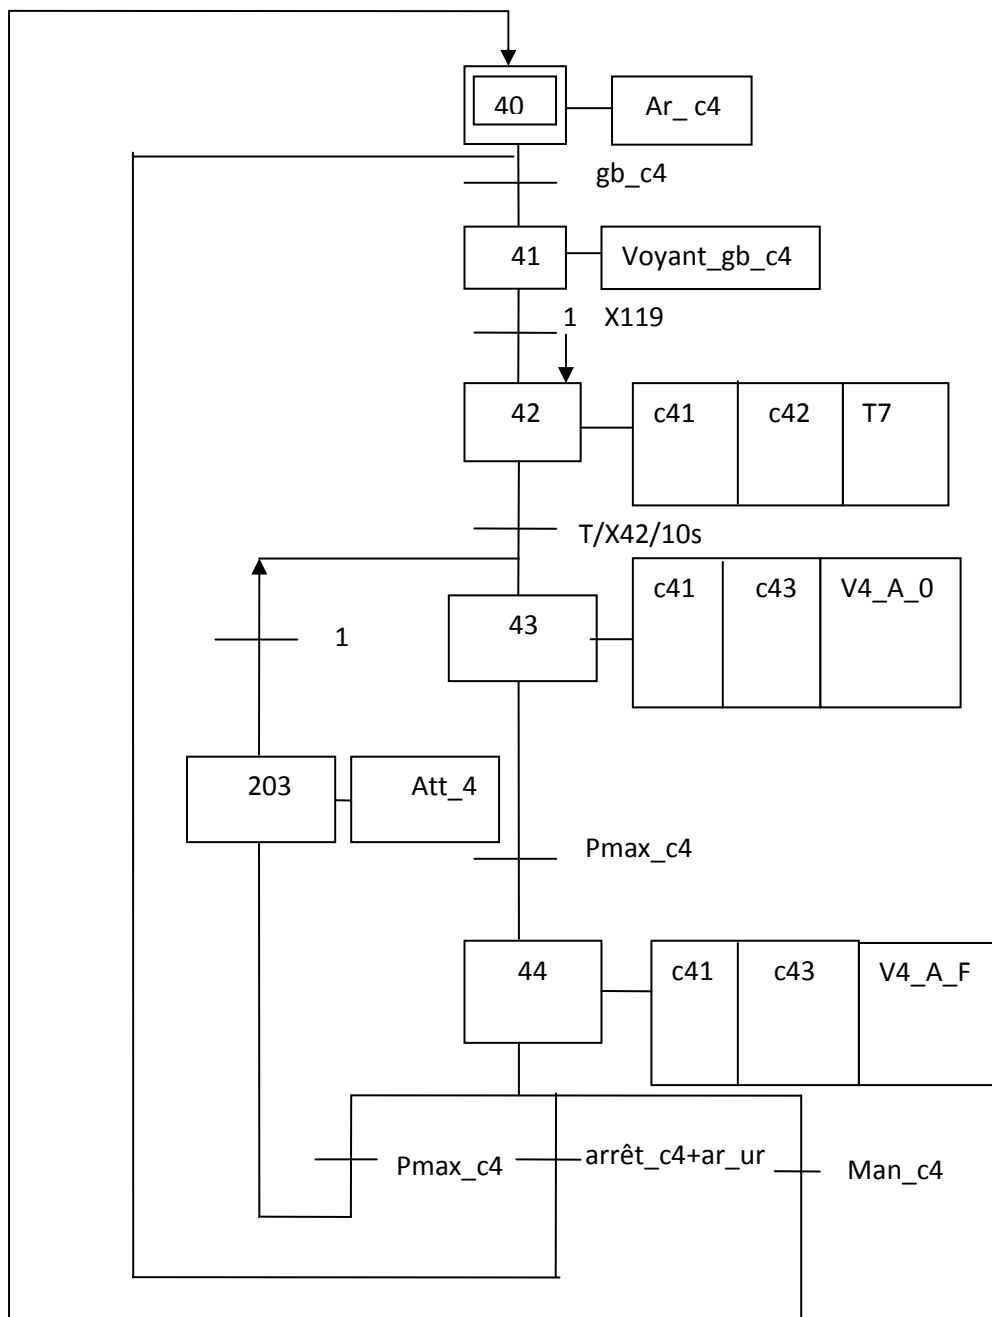 40 Ar_ c4
gb_c4
41 Voyant_gb_c4
1 X119
42 c41 c42 T7
T/X42/10s
43 c41 c43 V4_A_0
1
203 Att_4
Pmax_c4
44 c41 c43 V4_A_F
Pmax_c4 arrêt_c4+ar_ur Man_c4